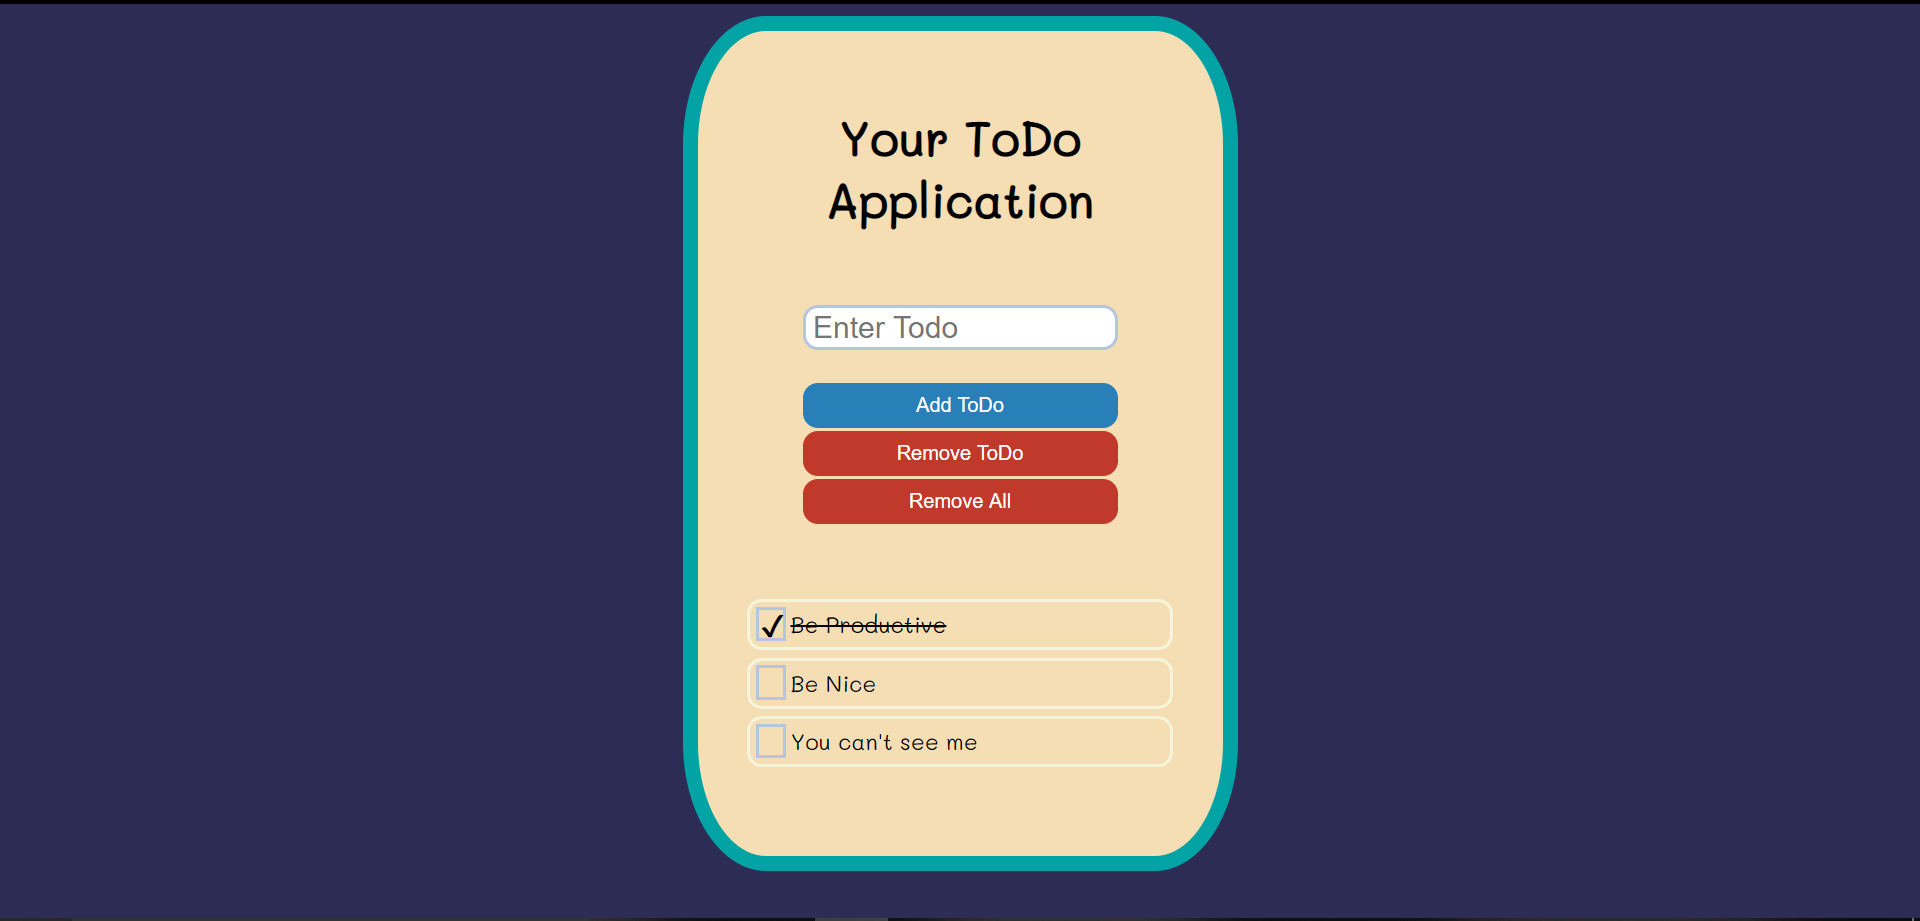 Your ToDo
Application
Enter Todo
Add ToDo
Remove ToDo
Remove All
Be Productive
Be Nice
You can't see me